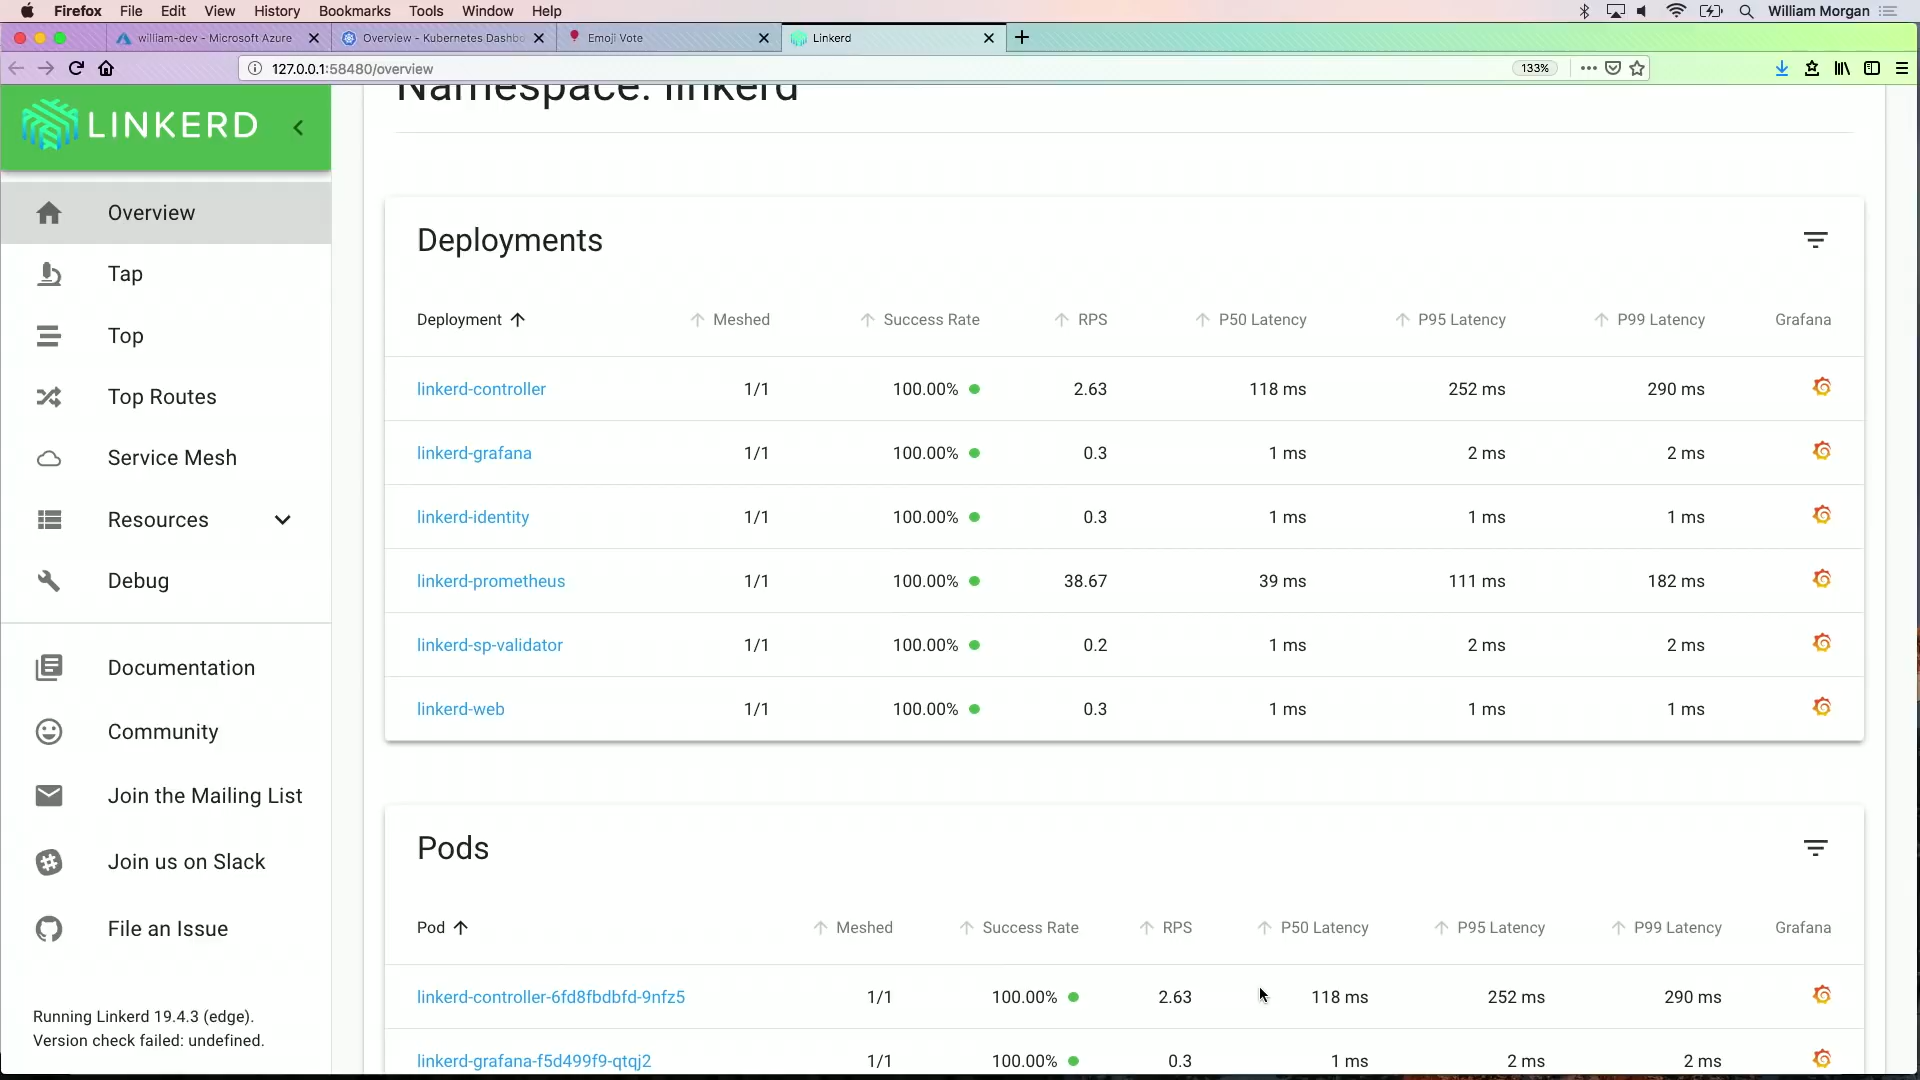 Firefox File Edit View History Bookmarks Tools Window Help William Morgan
william-dev - Microsoft Azure Overview - Kubernetes Dashbo Emoji Vote Linkerd
127.0.0.1:58480/overview 133%
Namespace: linkerd
LINKERD
Overview
Tap
Top
Top Routes
Service Mesh
Resources
Debug
Documentation
Community
Join the Mailing List
Join us on Slack
File an Issue
Running Linkerd 19.4.3 (edge).
Version check failed: undefined.
Deployments
Deployment Meshed Success Rate RPS P50 Latency P95 Latency P99 Latency Grafana
linkerd-controller 1/1 100.00% 2.63 118 ms 252 ms 290 ms
linkerd-grafana 1/1 100.00% 0.3 1 ms 2 ms 2 ms
linkerd-identity 1/1 100.00% 0.3 1 ms 1 ms 1 ms
linkerd-prometheus 1/1 100.00% 38.67 39 ms 111 ms 182 ms
linkerd-sp-validator 1/1 100.00% 0.2 1 ms 2 ms 2 ms
linkerd-web 1/1 100.00% 0.3 1 ms 1 ms 1 ms
Pods
Pod Meshed Success Rate RPS P50 Latency P95 Latency P99 Latency Grafana
linkerd-controller-6fd8fbdbfd-9nfz5 1/1 100.00% 2.63 118 ms 252 ms 290 ms
linkerd-grafana-f5d499f9-qtqj2 1/1 100.00% 0.3 1 ms 2 ms 2 ms